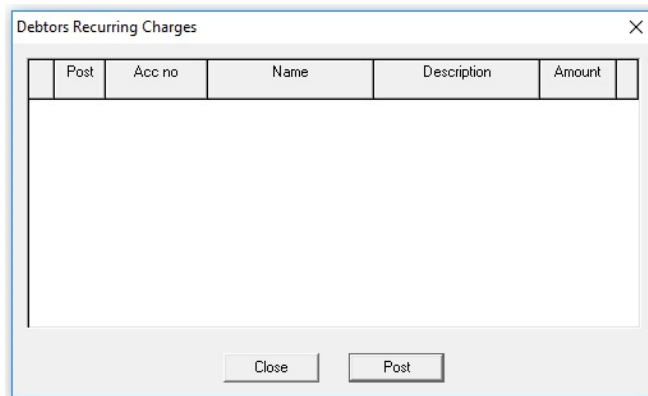 Debtors Recurring Charges
Post Acc no Name Description Amount
Close Post